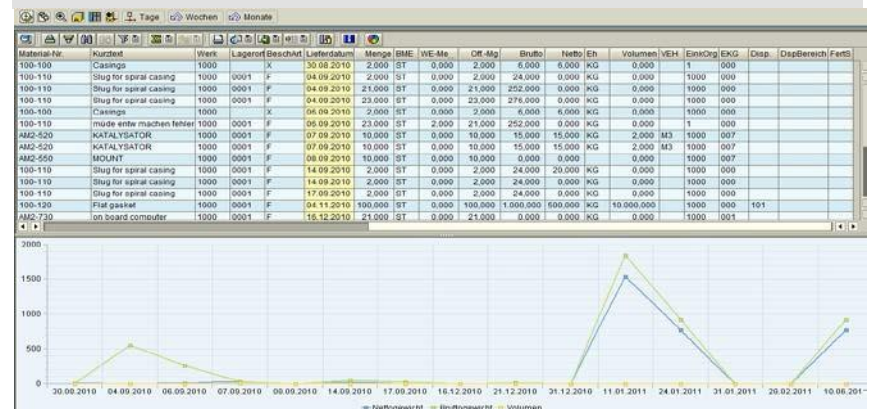 Tage Wochen Monate
Material-Nr. Kurztext Werk Lagerort BeschArt Lieferdatum Menge BME WE-Me_ Off.-Mg Brutto Netto Eh Volumen VEH EinkOrg EKG Disp. DspBereich FertS
100-100 Casings 1000 X 30.08.2010 2,000 ST 0,000 2,000 6,000 6,000 KG 0,000 1 000
100-110 Slug for spiral casing 1000 0001 F 04.09.2010 2,000 ST 0,000 2,000 24,000 0,000 KG 0,000 1000 000
100-110 Slug for spiral casing 1000 0001 F 04.09.2010 21,000 ST 0,000 21,000 252,000 0,000 KG 0,000 1000 000
100-110 Slug for spiral casing 1000 0001 F 04.09.2010 23,000 ST 0,000 23,000 276,000 0,000 KG 0,000 1000 000
100-100 Casings 1000 X 06.09.2010 2,000 ST 0,000 2,000 6,000 6,000 KG 0,000 1000 000
100-110 müde entw machen fehler 1000 0001 F 06.09.2010 23,000 ST 2,000 21,000 252,000 0,000 KG 0,000 1 000
AM2-520 KATALYSATOR 1000 0001 F 07.09.2010 10,000 ST 0,000 10,000 15,000 15,000 KG 2,000 M3 1000 007
AM2-520 KATALYSATOR 1000 0001 F 07.09.2010 10,000 ST 0,000 10,000 15,000 15,000 KG 2,000 M3 1000 007
AM2-550 MOUNT 1000 0001 F 08.09.2010 10,000 ST 0,000 10,000 0,000 0,000 0,000 1000 007
100-110 Slug for spiral casing 1000 0001 F 14.09.2010 2,000 ST 0,000 2,000 24,000 20,000 KG 0,000 1000 000
100-110 Slug for spiral casing 1000 0001 F 14.09.2010 2,000 ST 0,000 2,000 24,000 0,000 KG 0,000 1000 000
100-110 Slug for spiral casing 1000 0001 F 17.09.2010 2,000 ST 0,000 2,000 24,000 0,000 KG 0,000 1000 000
100-120 Flat gasket 1000 0001 F 04.11.2010 100,000 ST 0,000 100,000 1.000,000 500,000 KG 10.000,000 1000 000 101
AM2-730 on board computer 1000 0001 F 16.12.2010 21,000 ST 0,000 21,000 0,000 0,000 KG 0,000 1000 001
2000
1500
1000
500
0
30.08.2010 04.09.2010 06.09.2010 07.09.2010 08.09.2010 14.09.2010 17.09.2010 16.12.2010 21.12.2010 31.12.2010 11.01.2011 24.01.2011 31.01.2011 20.02.2011 10.06.201
Nettogewicht Bruttogewicht Volumen